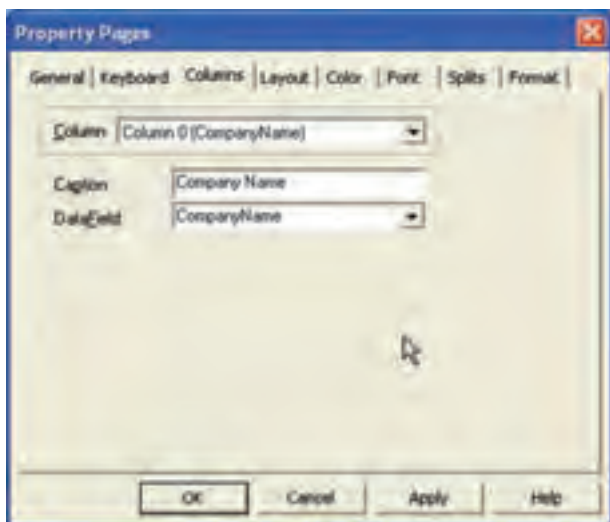 Property Pages
General Keyboard Columns Layout Color Font Splits Format
Column Column 0 (CompanyName)
Caption Company Name
DataField CompanyName
OK Cancel Apply Help